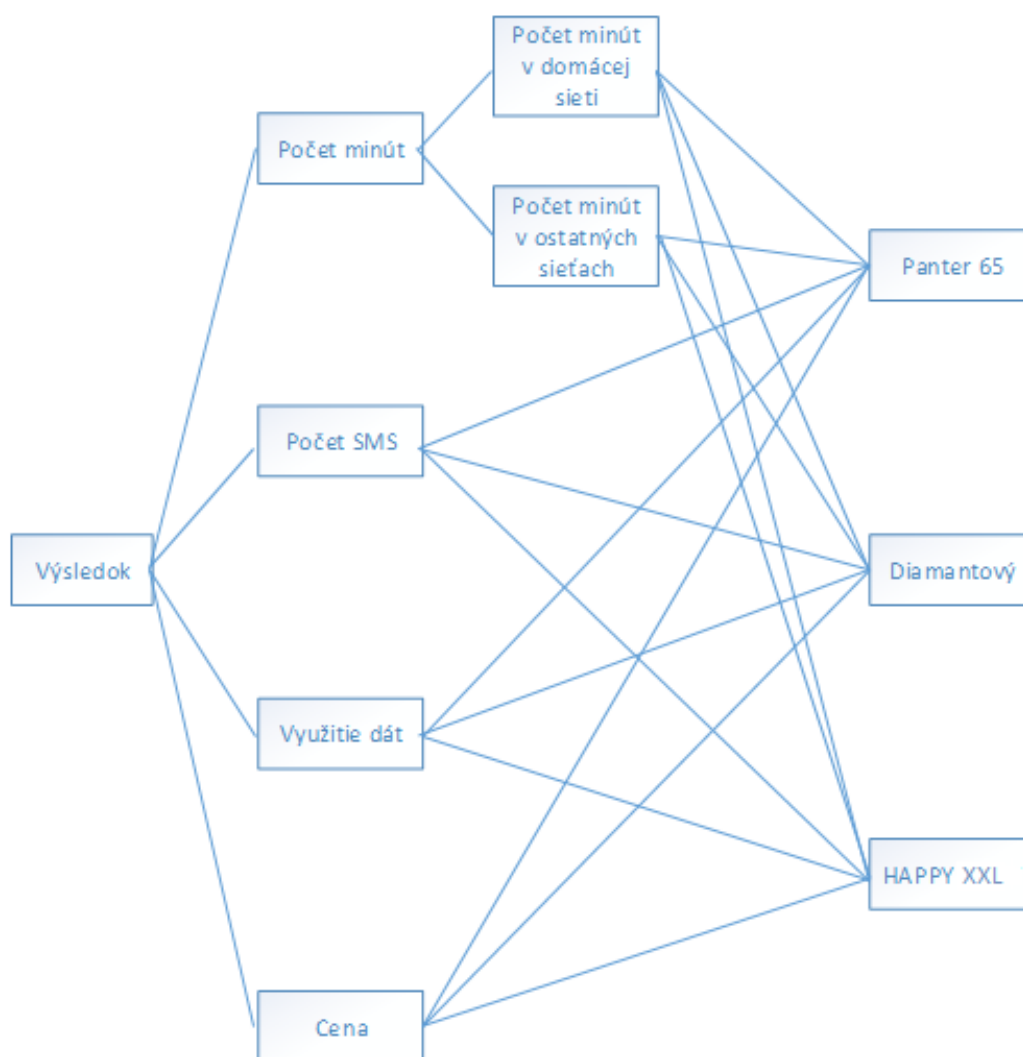 Počet minút
v domácej
sieti
Počet minút
Počet minút
v ostatných
sieťach
Panter 65
Počet SMS
Výsledok
Diamantový
Využitie dát
HAPPY XXL
Cena